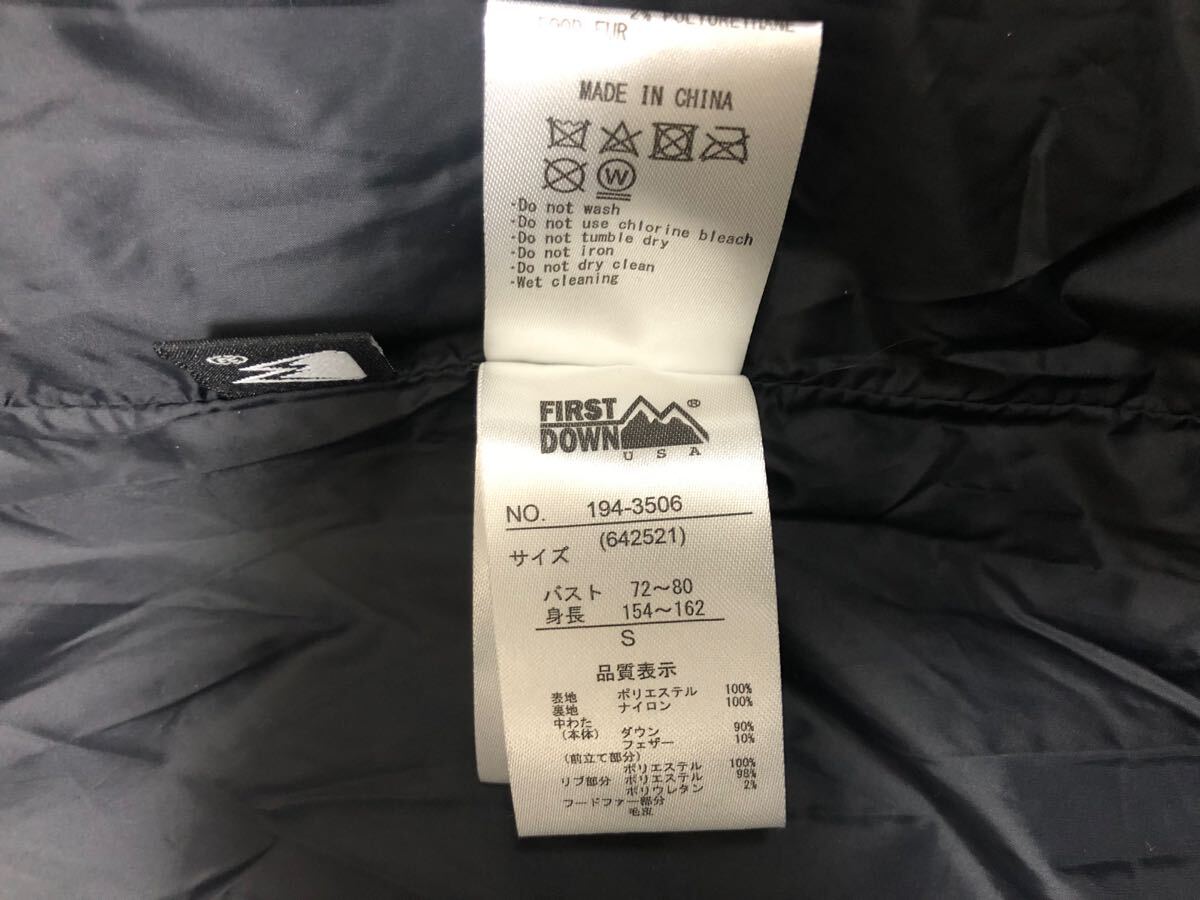 2% POLYURETHANE
FUR
MADE IN CHINA
W
·Do not wash
·Do not use chlorine bleach
·Do not tumble dry
·Do not iron
·Do not dry clean
·Wet cleaning
®
FIRST
DOWN
®
USA
NO. 194-3506
サイズ (642521)
バスト 72～80
身長 154～162
S
品質表示
表地 ポリエステル 100%
裏地 ナイロン 100%
中わた
(本体) ダウン 90%
フェザー 10%
(前立て部分)
ポリエステル 100%
リブ部分 ポリエステル 98%
ポリウレタン 2%
フードファー部分
毛皮